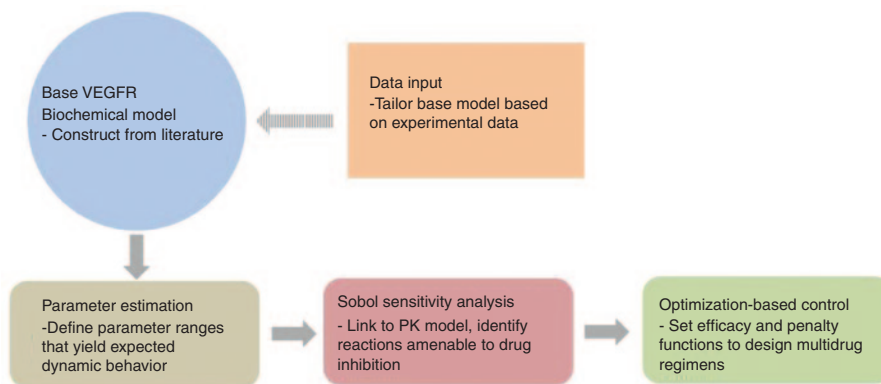 Base VEGFR
Biochemical model
- Construct from literature
Data input
-Tailor base model based
on experimental data
Parameter estimation
-Define parameter ranges
that yield expected
dynamic behavior
Sobol sensitivity analysis
- Link to PK model, identify
reactions amenable to drug
inhibition
Optimization-based control
- Set efficacy and penalty
functions to design multidrug
regimens